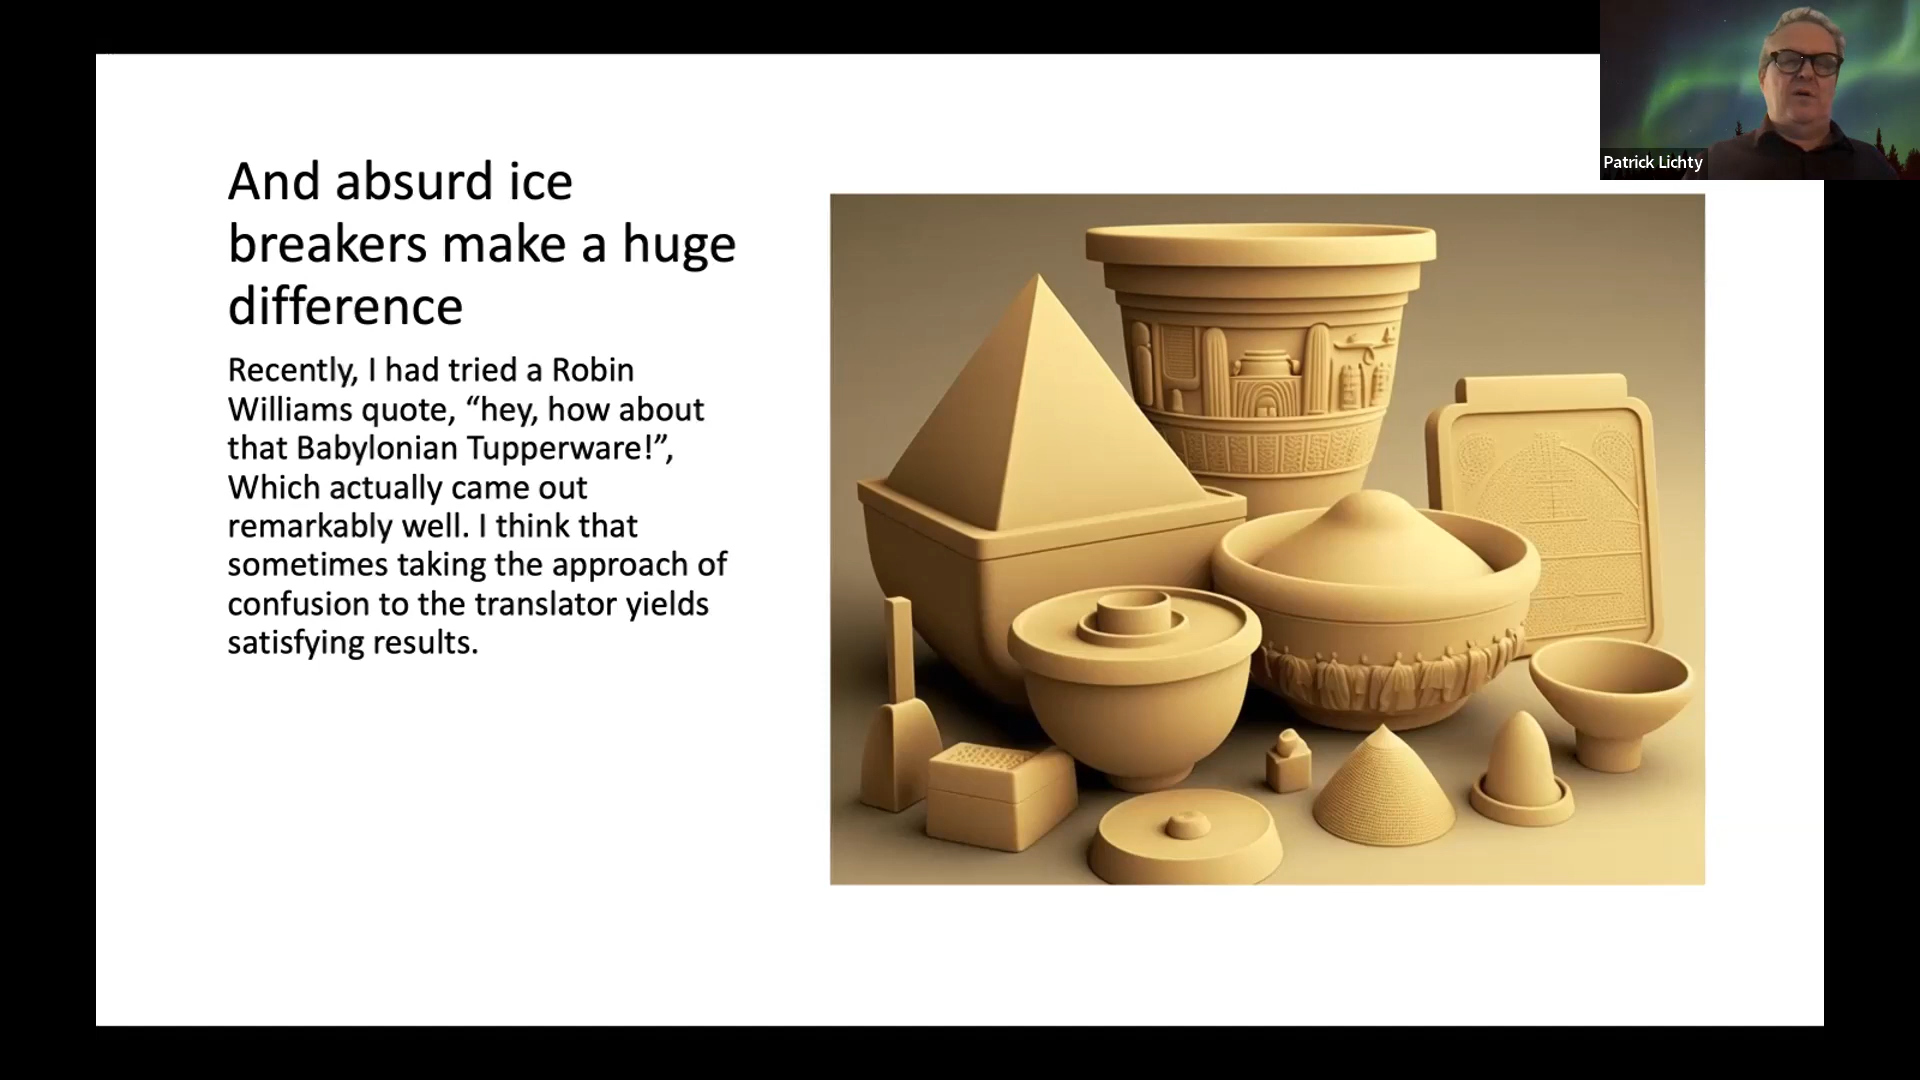 And absurd ice
breakers make a huge
difference
Recently, I had tried a Robin
Williams quote, “hey, how about
that Babylonian Tupperware!”,
Which actually came out
remarkably well. I think that
sometimes taking the approach of
confusion to the translator yields
satisfying results.
Patrick Lichty